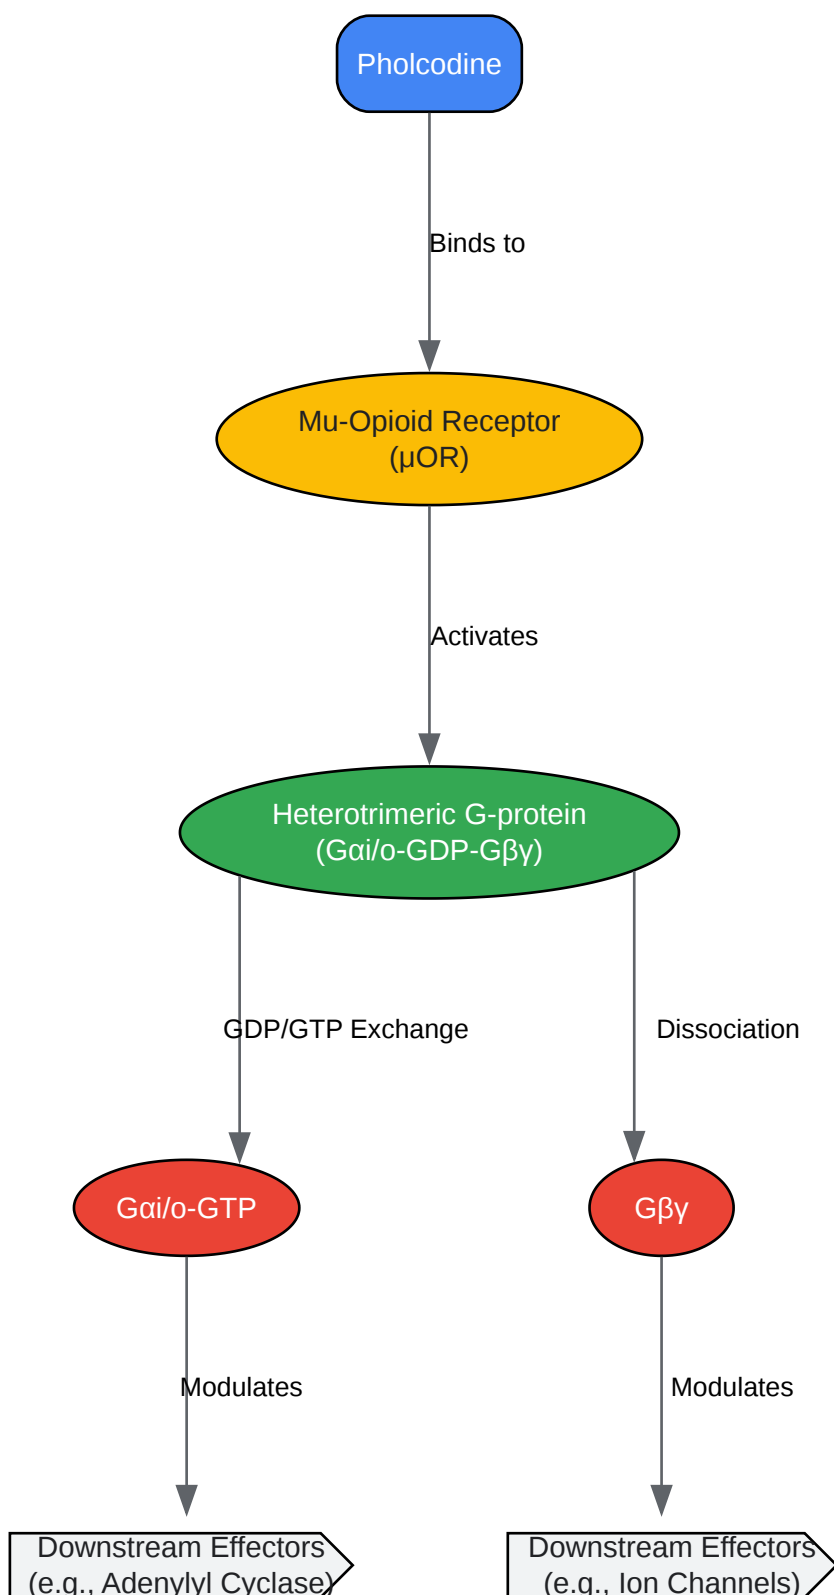 Pholcodine
Binds to
Mu-Opioid Receptor
(μOR)
Activates
Heterotrimeric G-protein
(Gαi/o-GDP-Gβγ)
GDP/GTP Exchange
Dissociation
Gαi/o-GTP
Gβγ
Modulates
Modulates
Downstream Effectors
(e.g., Adenylyl Cyclase)
Downstream Effectors
(e.g., Ion Channels)